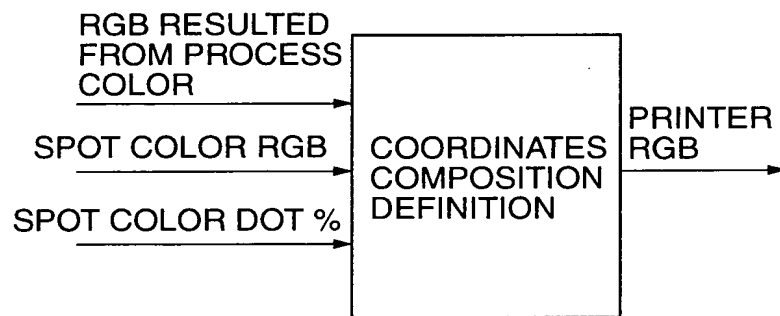 RGB RESULTED
FROM PROCESS
COLOR
SPOT COLOR RGB
SPOT COLOR DOT %
COORDINATES
COMPOSITION
DEFINITION
PRINTER
RGB